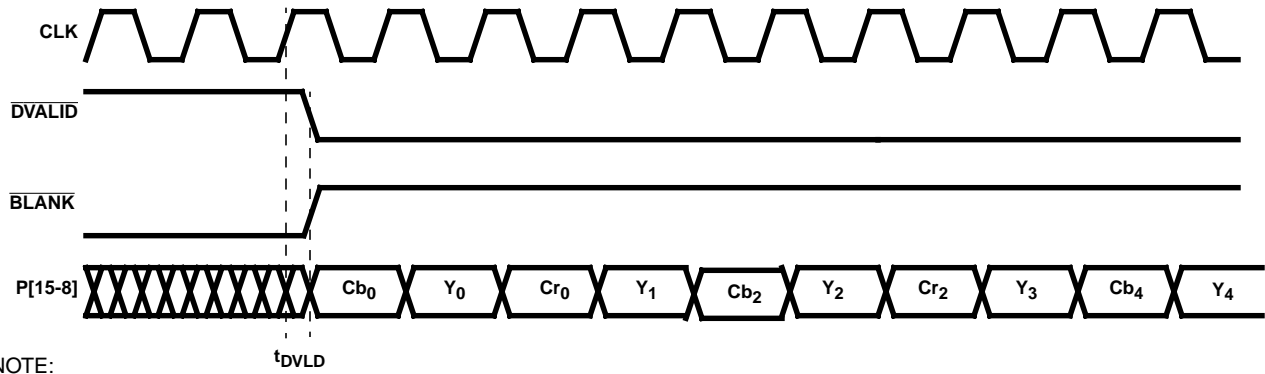 CLK
DVALID
BLANK
P[15-8] Cb0 Y0 Cr0 Y1 Cb2 Y2 Cr2 Y3 Cb4 Y4
tDVLD
NOTE: